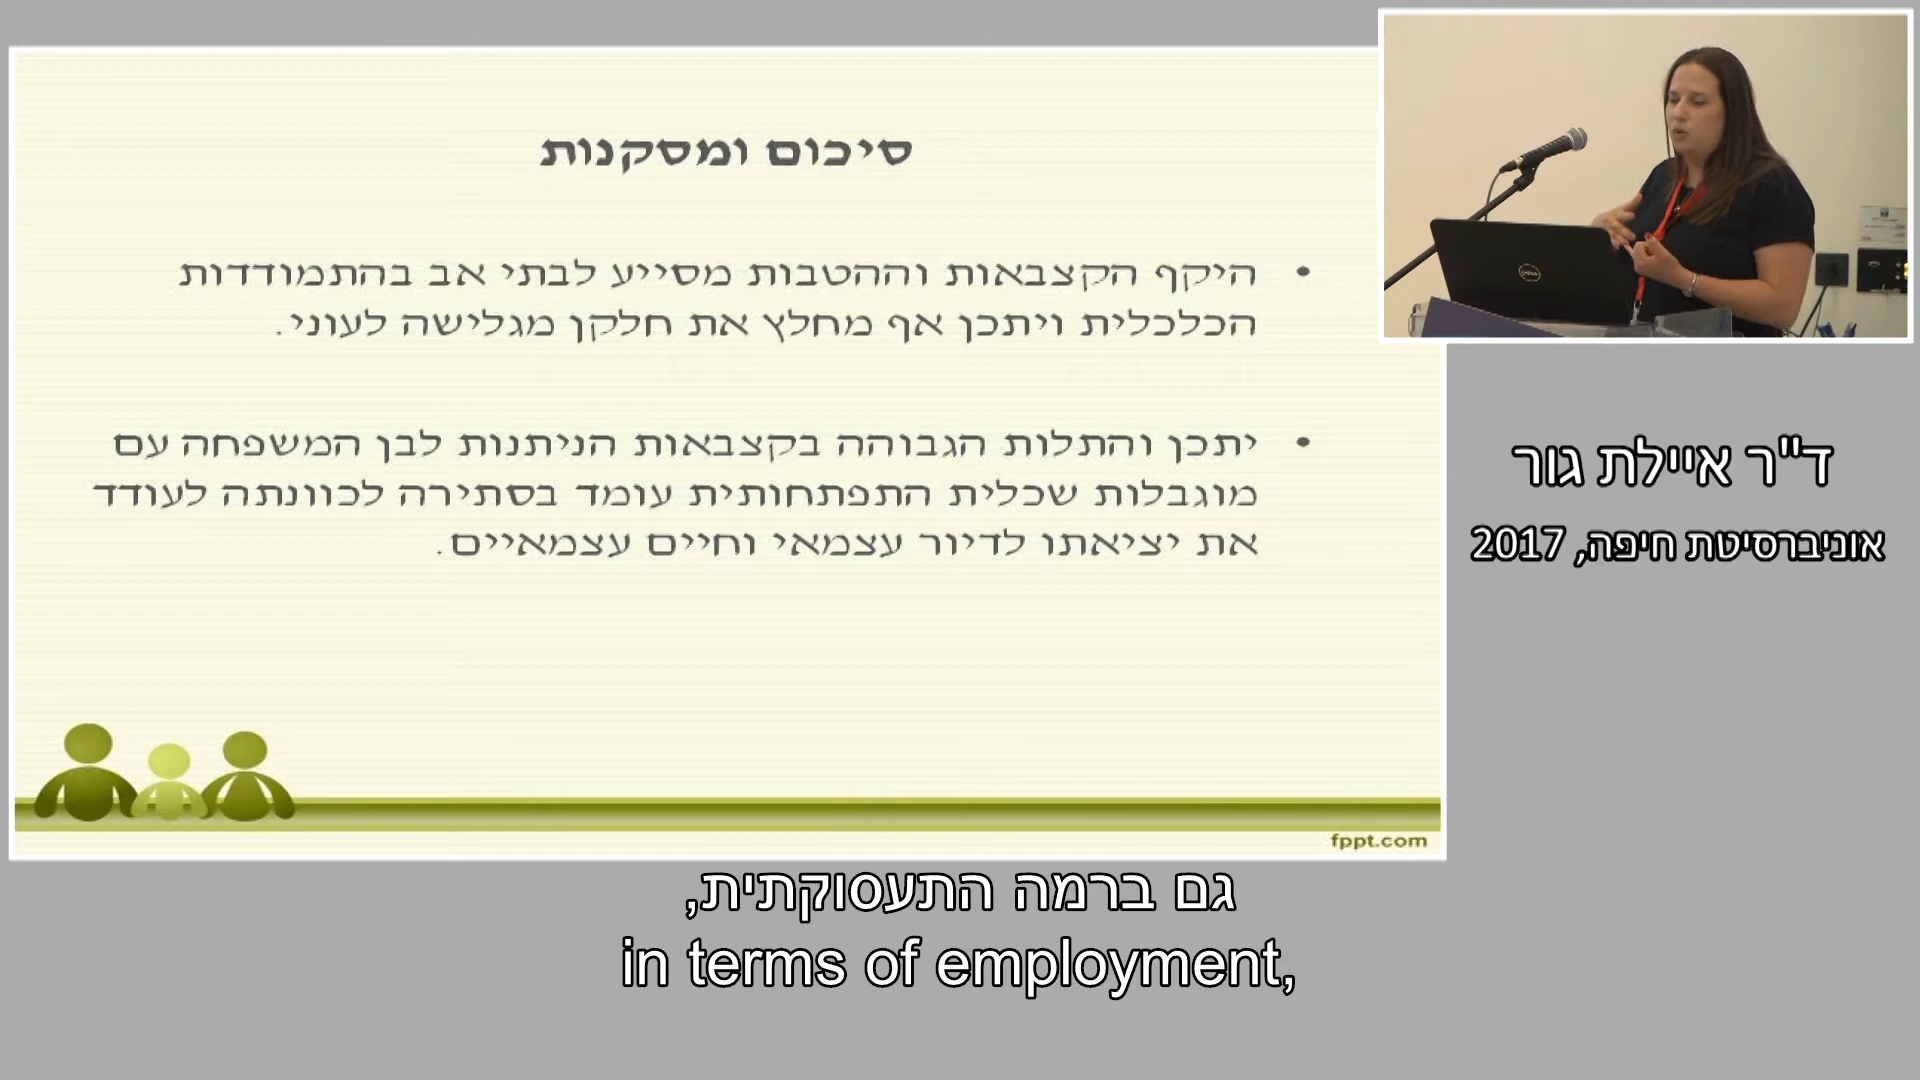 סיכום ומסקנות
• היקף הקצבאות וההטבות מסייע לבתי אב בהתמודדות
הכלכלית ויתכן אף מחלץ את חלקן מגלישה לעוני.
• יתכן והתלות הגבוהה בקצבאות הניתנות לבן המשפחה עם
מוגבלות שכלית התפתחותית עומד בסתירה לכוונתה לעודד
את יציאתו לדיור עצמאי וחיים עצמאיים.
fppt.com
ד"ר איילת גור
אוניברסיטת חיפה, 2017
גם ברמה התעסוקתית,
in terms of employment,